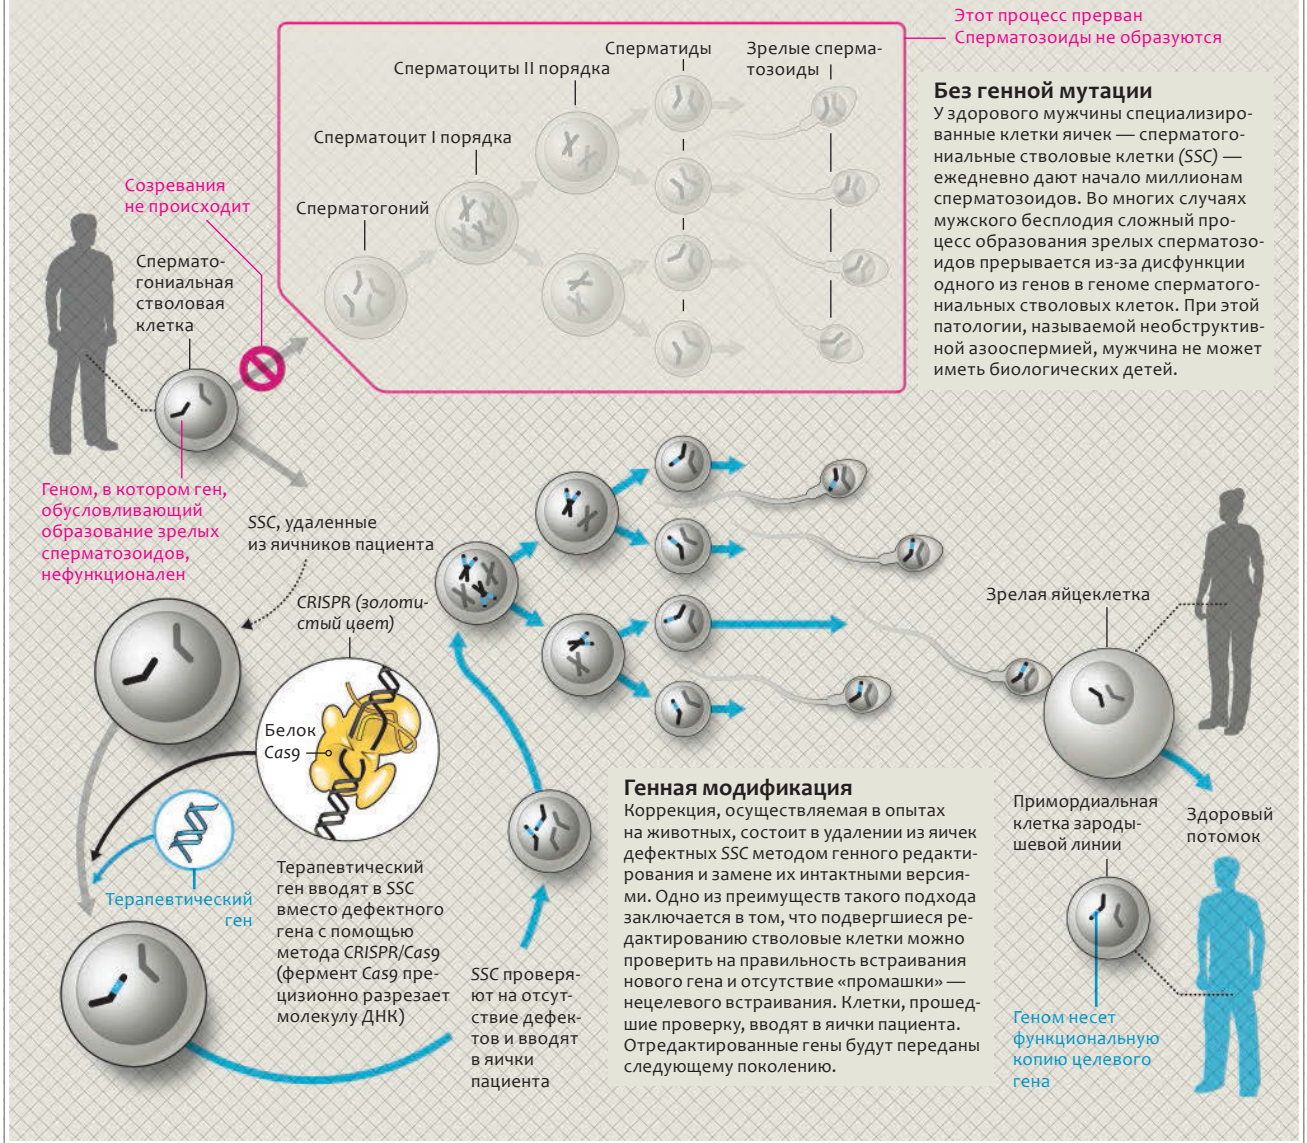 Этот процесс прерван
Сперматозоиды не образуются
Сперматиды
Зрелые сперма-
тозоиды
Сперматоциты II порядка
Сперматоцит I порядка
Сперматогоний
Созревания
не происходит
Спермато-
гониальная
стволовая
клетка
Без генной мутации
У здорового мужчины специализиро-
ванные клетки яичек — сперматого-
ниальные стволовые клетки (SSC) —
ежедневно дают начало миллионам
сперматозоидов. Во многих случаях
мужского бесплодия сложный про-
цесс образования зрелых сперматозо-
идов прерывается из-за дисфункции
одного из генов в геноме сперматого-
ниальных стволовых клеток. При этой
патологии, называемой необструктив-
ной азооспермией, мужчина не может
иметь биологических детей.
Геном, в котором ген,
обусловливающий
образование зрелых
сперматозоидов,
нефункционален
SSC, удаленные
из яичников пациента
CRISPR (золоти-
стый цвет)
Белок
Cas9
Терапевтический
ген
Терапевтический
ген вводят в SSC
вместо дефектного
гена с помощью
метода CRISPR/Cas9
(фермент Cas9 пре-
цизионно разрезает
молекулу ДНК)
SSC проверя-
ют на отсут-
ствие дефек-
тов и вводят
в яички
пациента
Генная модификация
Коррекция, осуществляемая в опытах
на животных, состоит в удалении из яичек
дефектных SSC методом генного редакти-
рования и замене их интактными версия-
ми. Одно из преимуществ такого подхода
заключается в том, что подвергшиеся ре-
дактированию стволовые клетки можно
проверить на правильность встраивания
нового гена и отсутствие «промашки» —
нецелевого встраивания. Клетки, прошед-
шие проверку, вводят в яички пациента.
Отредактированные гены будут переданы
следующему поколению.
Зрелая яйцеклетка
Примордиальная
клетка зароды-
шевой линии
Здоровый
потомок
Геном несет
функциональную
копию целевого
гена